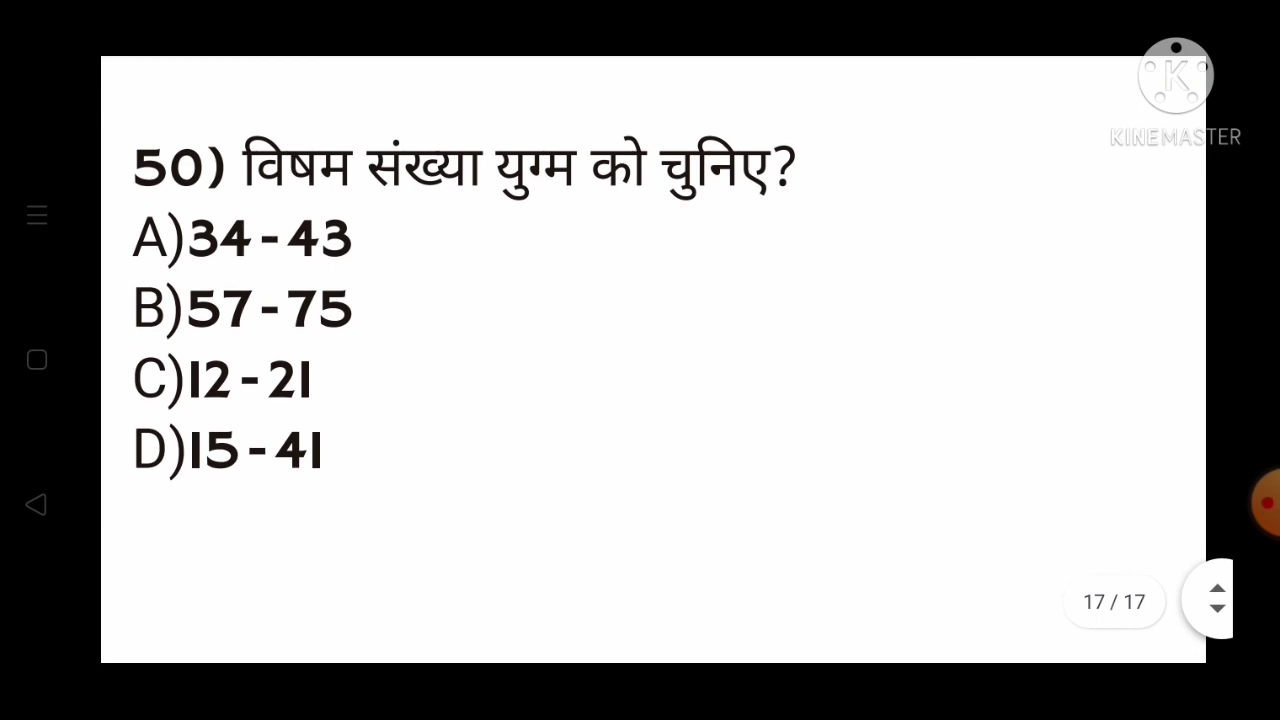 K
KINEMASTER
50) विषम संख्या युग्म को चुनिए?
A)34-43
B)57-75
C)12-21
D)15-41
17 / 17